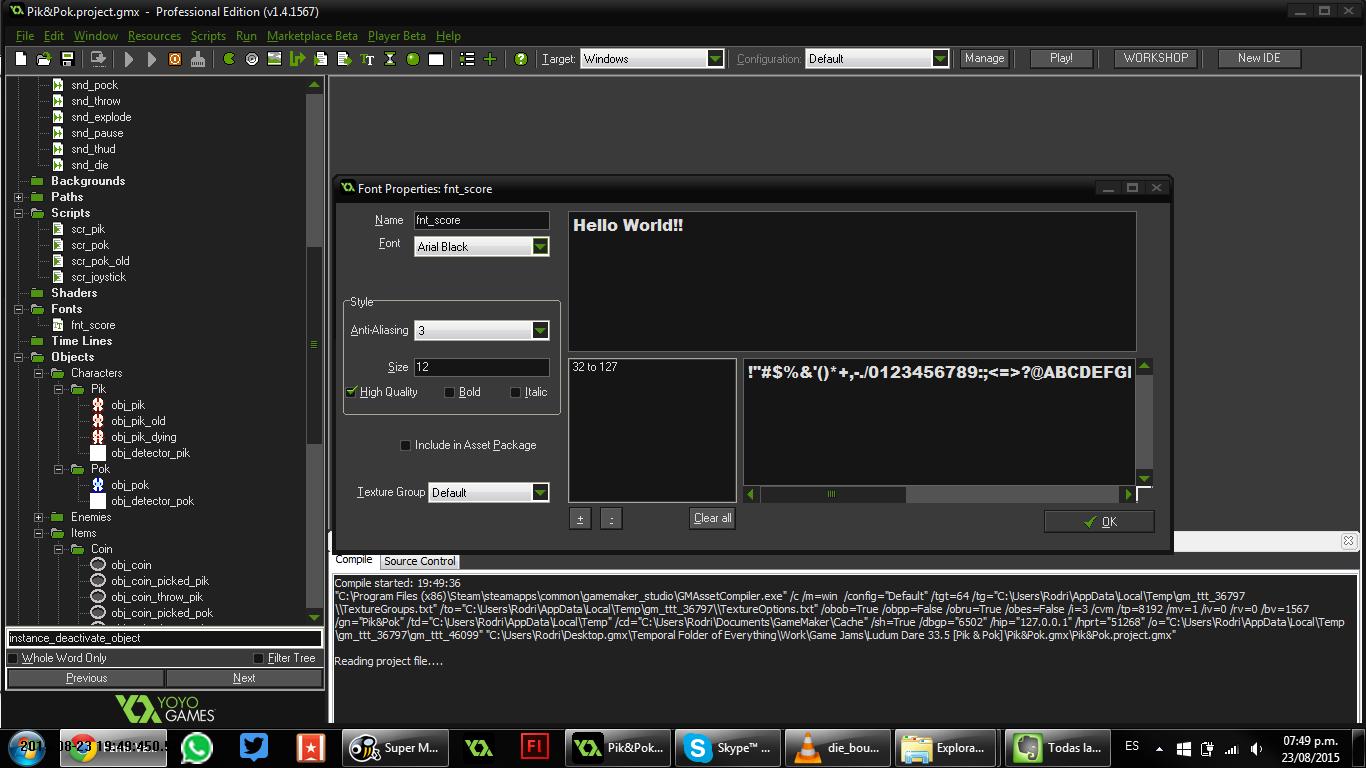 Pik&Pok.project.gmx - Professional Edition (v1.4.1567)
File Edit Window Resources Scripts Run Marketplace Beta Player Beta Help
Target: Windows Configuration: Default Manage Play! WORKSHOP New IDE
snd_pock
snd_throw
snd_explode
snd_pause
snd_thud
snd_die
Backgrounds
Paths
Scripts
scr_pik
scr_pok
scr_pok_old
scr_joystick
Shaders
Fonts
fnt_score
Time Lines
Objects
Characters
Pik
obj_pik
obj_pik_old
obj_pik_dying
obj_detector_pik
Pok
obj_pok
obj_detector_pok
Enemies
Items
Coin
obj_coin
obj_coin_picked_pik
obj_coin_throw_pik
obj_coin_picked_pok
instance_deactivate_object
Whole Word Only Filter Tree
Previous Next
YOYO
GAMES
Font Properties: fnt_score
Name fnt_score
Font Arial Black
Style
Anti-Aliasing 3
Size 12
High Quality Bold Italic
Include in Asset Package
Texture Group Default
Hello World!!
32 to 127
!"#$%&'()*+,-./0123456789:;<=>?@ABCDEFG
+ - Clear all
OK
Compile Source Control
Compile started: 19:49:36
"C:\Program Files (x86)\Steam\steamapps\common\gamemaker_studio\GMAssetCompiler.exe" /c /m=win /config="Default" /tgt=64 /tg="C:\Users\Rodri\AppData\Local\Temp\gm_ttt_36797
\\TextureGroups.txt" /to="C:\Users\Rodri\AppData\Local\Temp\gm_ttt_36797\\TextureOptions.txt" /obob=True /obpp=False /obru=True /obes=False /i=3 /cvm /tp=8192 /mv=1 /iv=0 /rv=0 /bv=1567
/gn="Pik&Pok" /td="C:\Users\Rodri\AppData\Local\Temp" /cd="C:\Users\Rodri\Documents\GameMaker\Cache" /sh=True /dbgp="6502" /hip="127.0.0.1" /hprt="51268" /o="C:\Users\Rodri\AppData\Local\Temp
\gm_ttt_36797\gm_ttt_46099" "C:\Users\Rodri\Desktop.gmx\Temporal Folder of Everything\Work\Game Jams\Ludum Dare 33.5 [Pik & Pok]\Pik&Pok.gmx\Pik&Pok.project.gmx"
Reading project file....
Super M...
Fl
Pik&Pok...
Skype™ ...
die_bou...
Explora...
Todas la...
ES
07:49 p.m.
23/08/2015